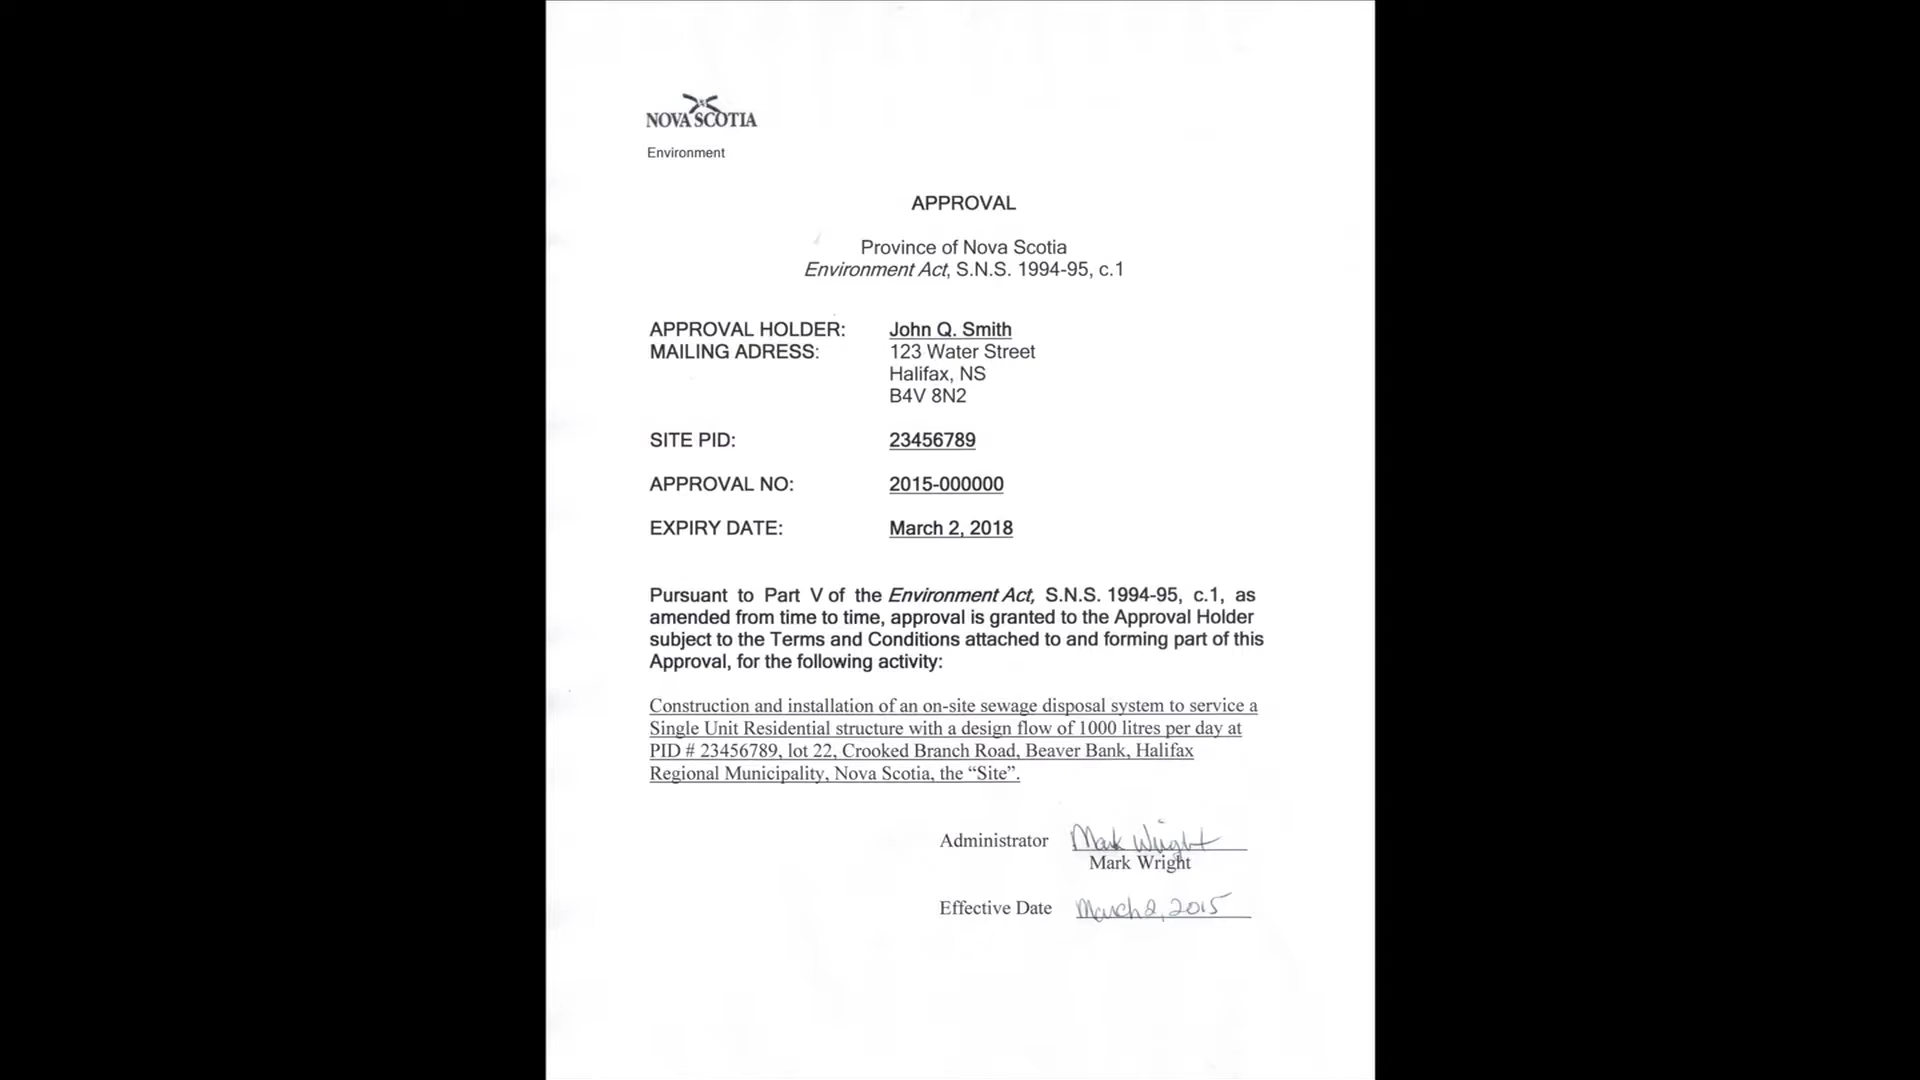 NOVA SCOTIA
Environment
APPROVAL
Province of Nova Scotia
Environment Act, S.N.S. 1994-95, c.1
APPROVAL HOLDER: John Q. Smith
MAILING ADRESS: 123 Water Street
Halifax, NS
B4V 8N2
SITE PID: 23456789
APPROVAL NO: 2015-000000
EXPIRY DATE: March 2, 2018
Pursuant to Part V of the Environment Act, S.N.S. 1994-95, c.1, as
amended from time to time, approval is granted to the Approval Holder
subject to the Terms and Conditions attached to and forming part of this
Approval, for the following activity:
Construction and installation of an on-site sewage disposal system to service a
Single Unit Residential structure with a design flow of 1000 litres per day at
PID # 23456789, lot 22, Crooked Branch Road, Beaver Bank, Halifax
Regional Municipality, Nova Scotia, the “Site”.
Administrator Mark Wright
Mark Wright
Effective Date March 2, 2015